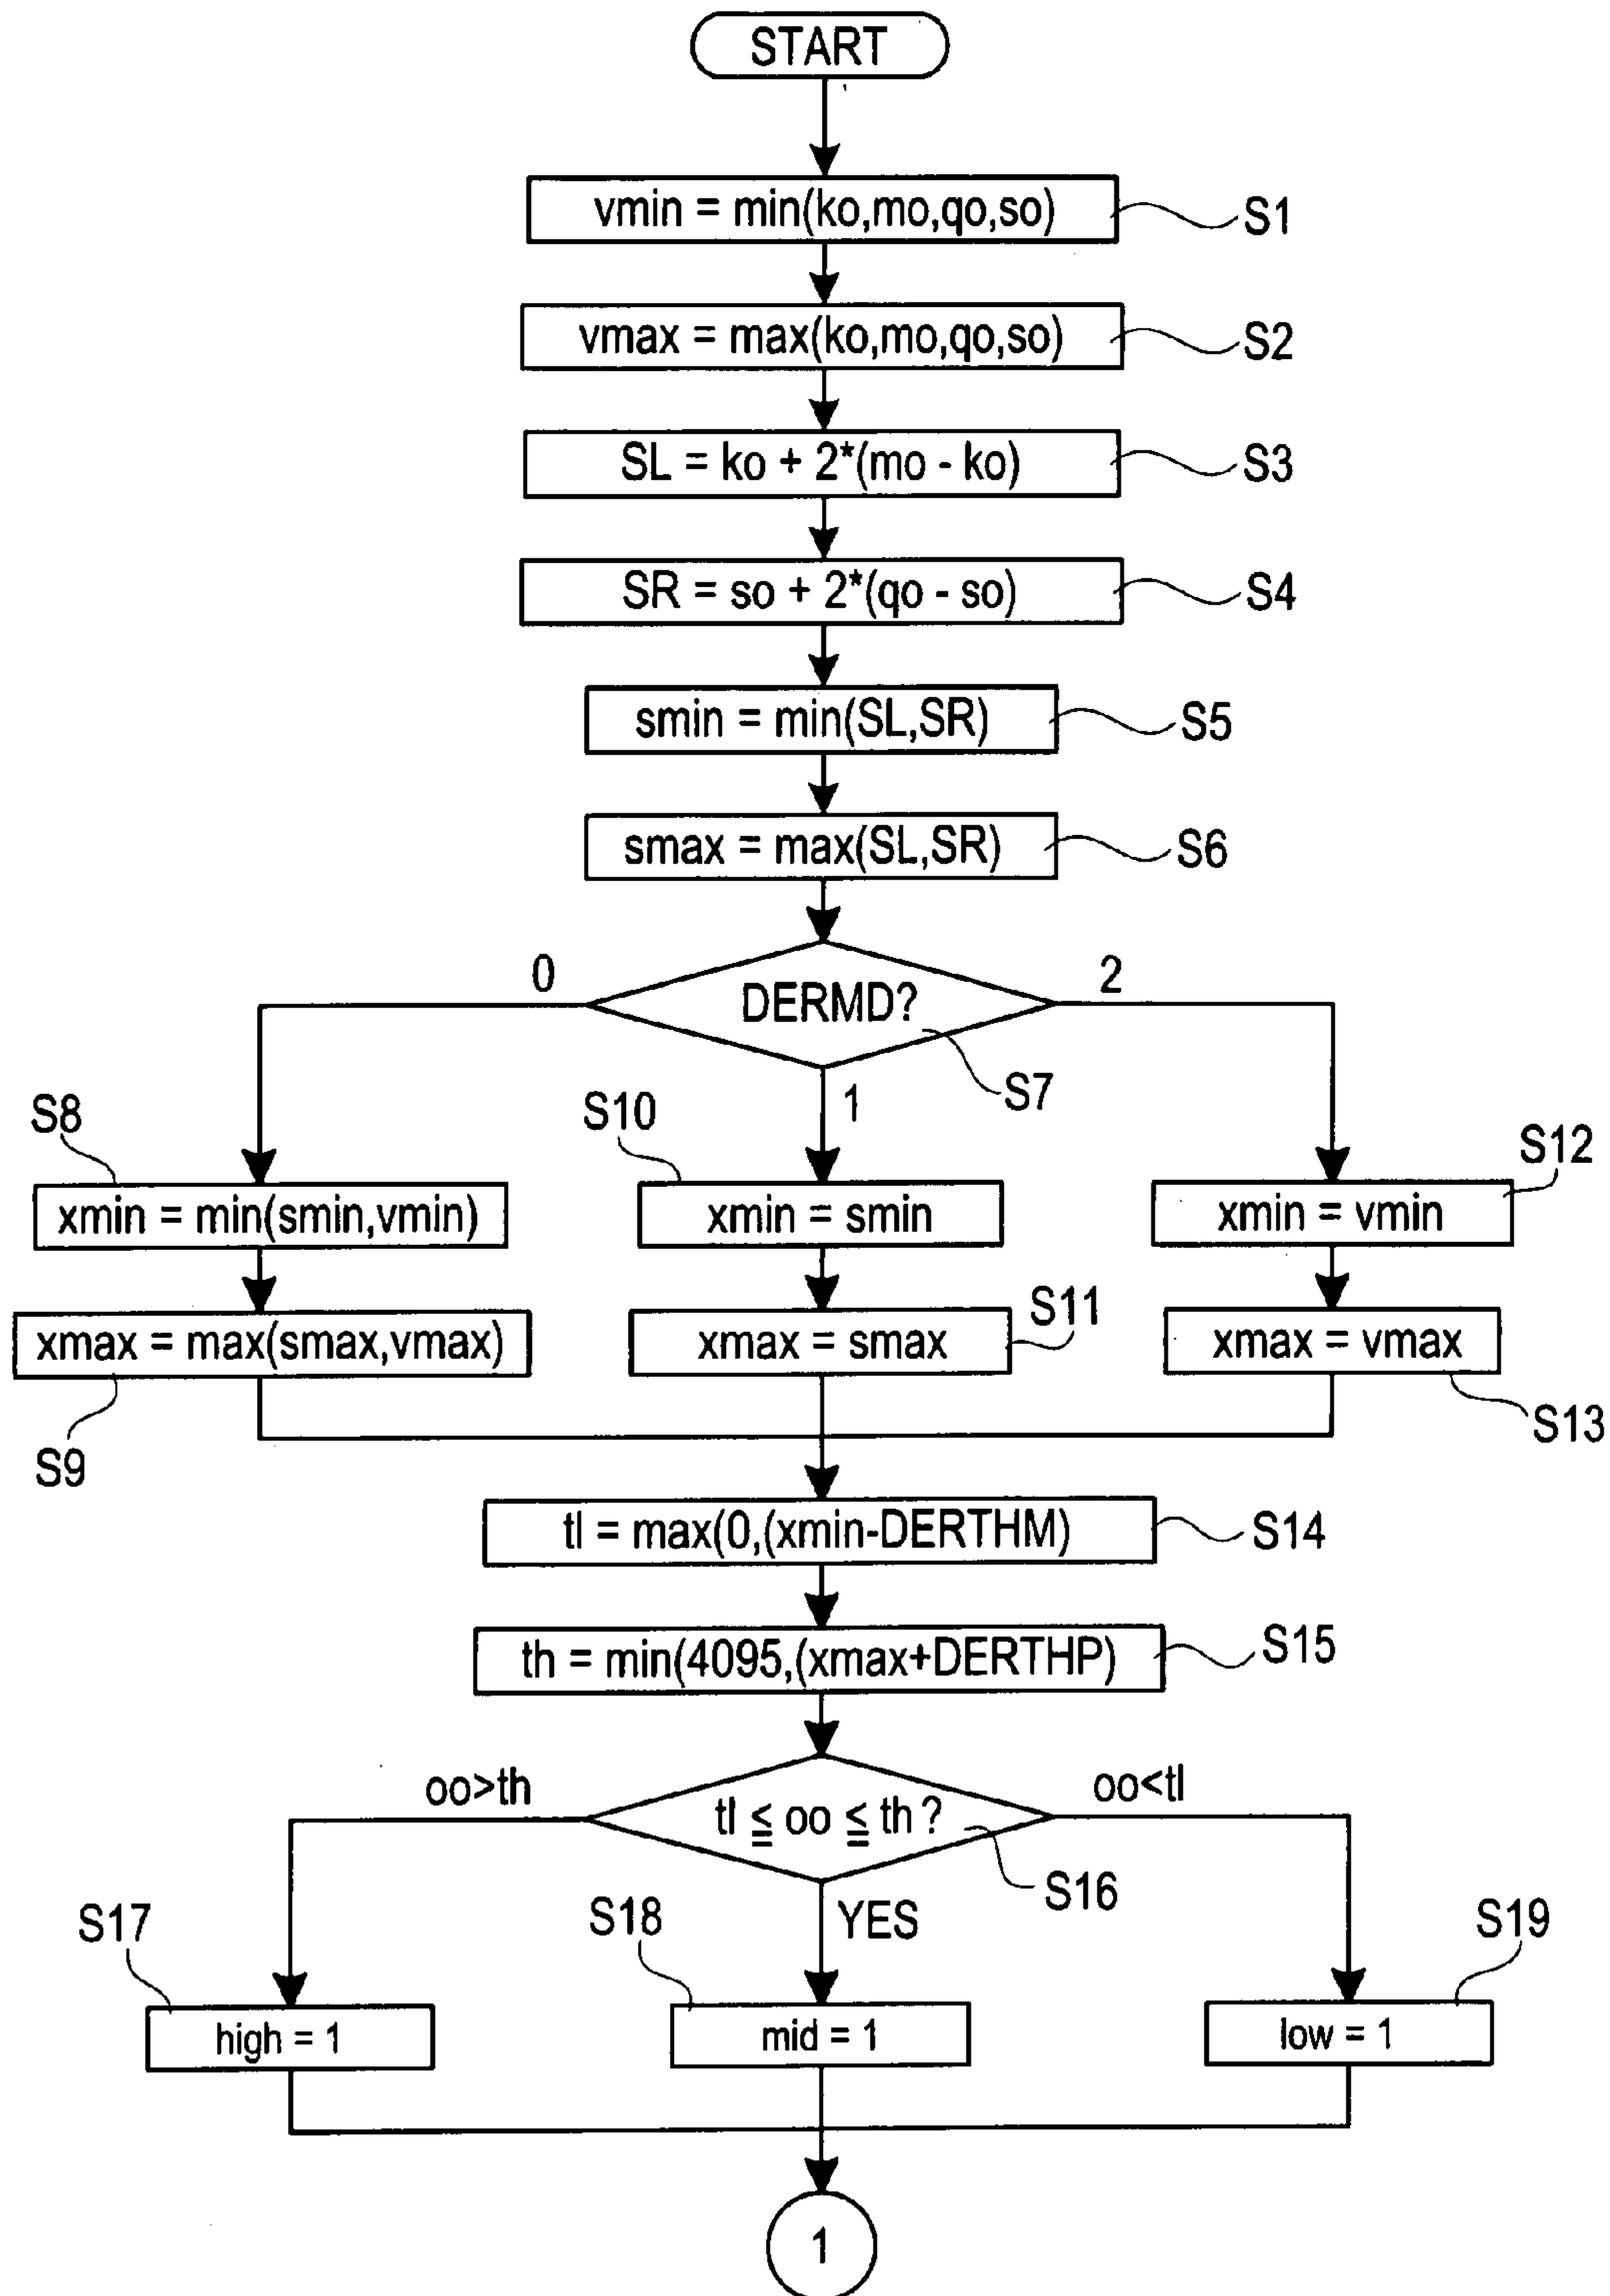 START
vmin = min(ko,mo,qo,so)
S1
vmax = max(ko,mo,qo,so)
S2
SL = ko + 2*(mo - ko)
S3
SR = so + 2*(qo - so)
S4
smin = min(SL,SR)
S5
smax = max(SL,SR)
S6
0
DERMD?
2
S7
1
S8
S10
S12
xmin = min(smin,vmin)
xmin = smin
xmin = vmin
S11
xmax = max(smax,vmax)
xmax = smax
xmax = vmax
S9
S13
tl = max(0,(xmin-DERTHM)
S14
th = min(4095,(xmax+DERTHP)
S15
oo>th
tl ≦ oo ≦ th ?
oo<tl
S16
S17
S18
YES
S19
high = 1
mid = 1
low = 1
1